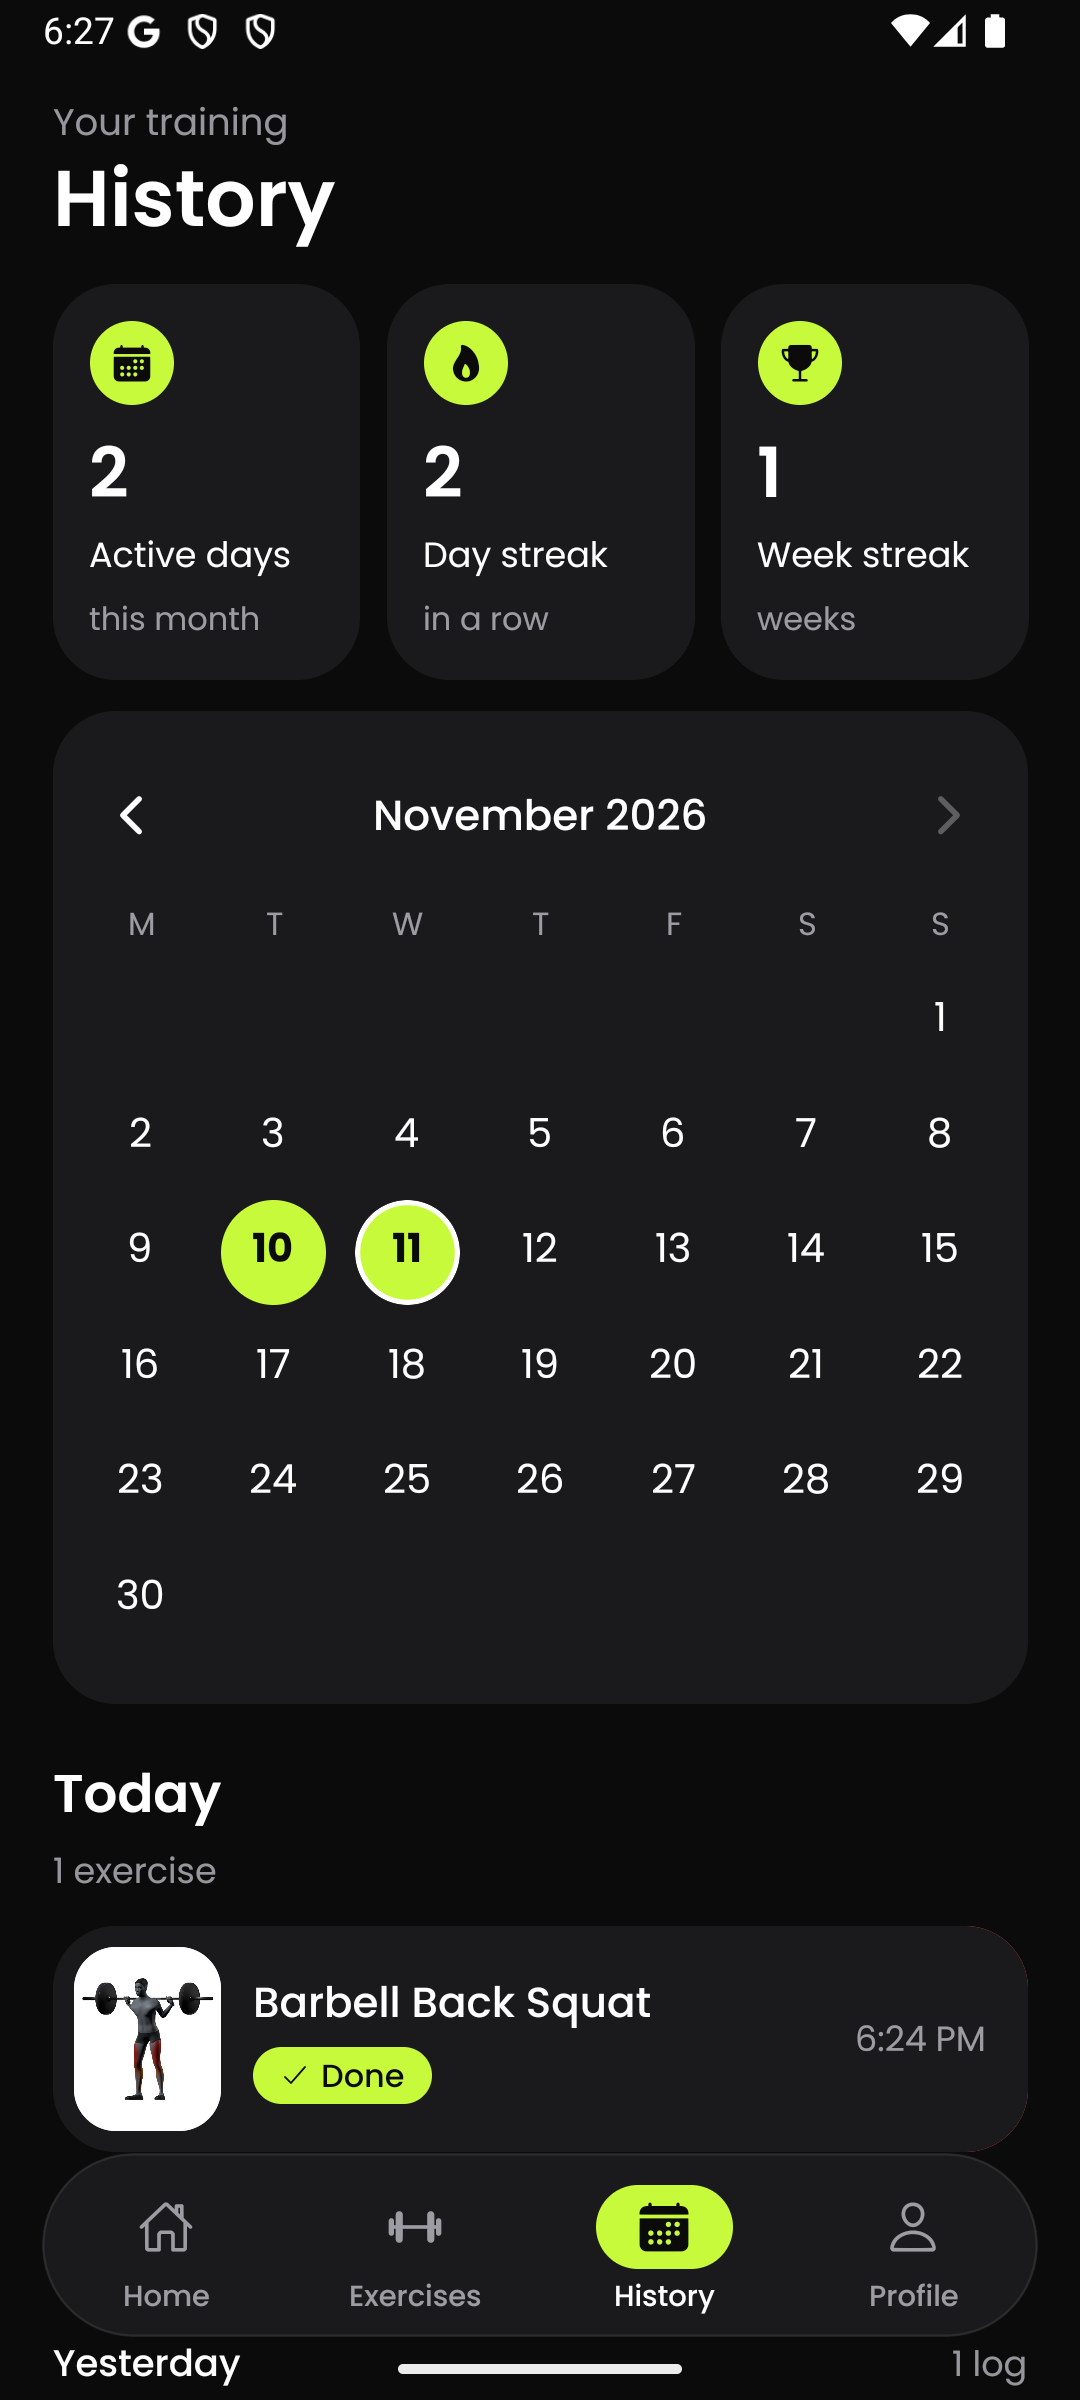 6:27
Your training
History
2
Active days
this month
2
Day streak
in a row
1
Week streak
weeks
November 2026
M T W T F S S
1
2 3 4 5 6 7 8
9 10 11 12 13 14 15
16 17 18 19 20 21 22
23 24 25 26 27 28 29
30
Today
1 exercise
Barbell Back Squat
Done
6:24 PM
Home
Exercises
History
Profile
Yesterday
1 log